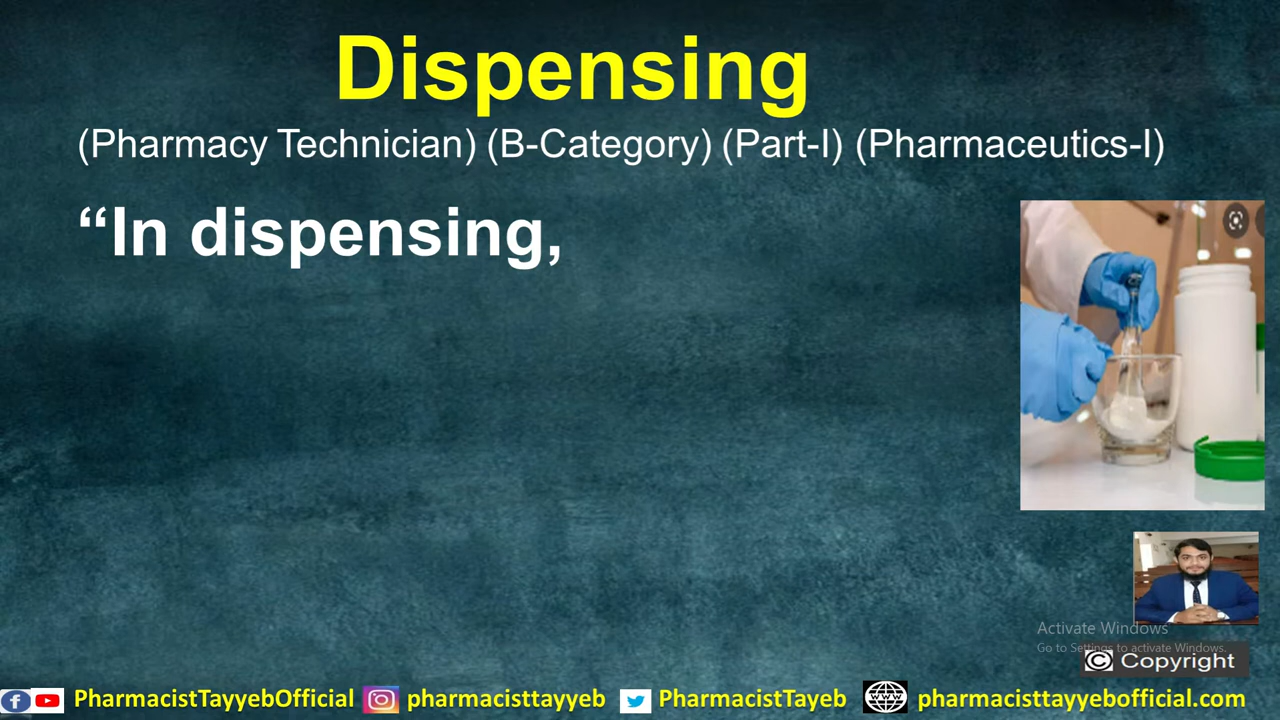 Dispensing
(Pharmacy Technician) (B-Category) (Part-I) (Pharmaceutics-I)
“In dispensing,
Activate Windows
Go to Settings to activate Windows.
© Copyright
PharmacistTayyebOfficial pharmacisttayyeb PharmacistTayeb WWW pharmacisttayyebofficial.com